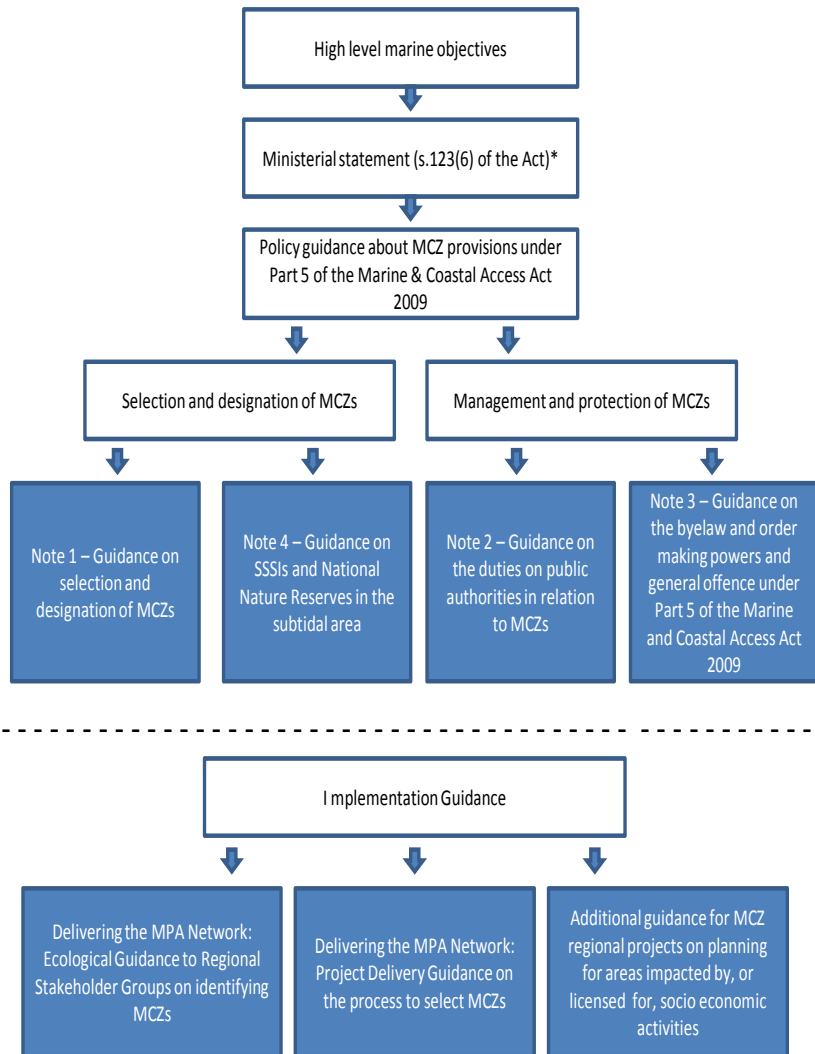 High level marine objectives
Ministerial statement (s.123(6) of the Act)*
Policy guidance about MCZ provisions under
Part 5 of the Marine & Coastal Access Act
2009
Selection and designation of MCZs
Management and protection of MCZs
Note 1 – Guidance on
selection and
designation of MCZs
Note 4 – Guidance on
SSSIs and National
Nature Reserves in the
subtidal area
Note 2 – Guidance on
the duties on public
authorities in relation
to MCZs
Note 3 – Guidance on
the byelaw and order
making powers and
general offence under
Part 5 of the Marine
and Coastal Access Act
2009
I mplementation Guidance
Delivering the MPA Network:
Ecological Guidance to Regional
Stakeholder Groups on identifying
MCZs
Delivering the MPA Network:
Project Delivery Guidance on
the process to select MCZs
Additional guidance for MCZ
regional projects on planning
for areas impacted by, or
licensed for, socio economic
activities